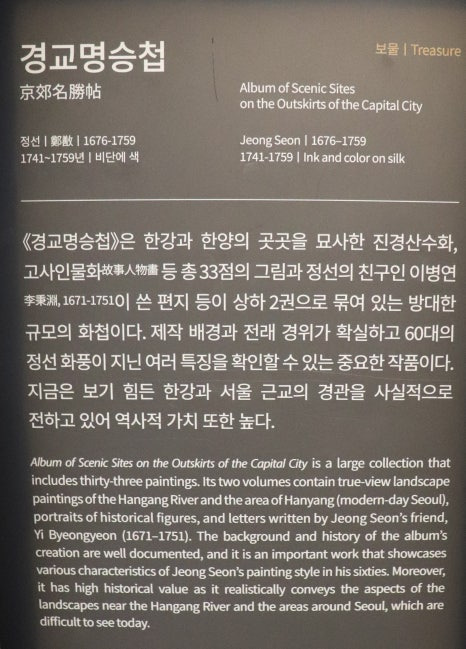 경교명승첩
보물 | Treasure
京郊名勝帖
Album of Scenic Sites
on the Outskirts of the Capital City
정선 | 鄭敾 | 1676-1759
1741~1759년 | 비단에 색
Jeong Seon | 1676–1759
1741-1759 | Ink and color on silk
《경교명승첩》은 한강과 한양의 곳곳을 묘사한 진경산수화,
고사인물화故事人物畫 등 총 33점의 그림과 정선의 친구인 이병연
李秉淵, 1671-1751이 쓴 편지 등이 상하 2권으로 묶여 있는 방대한
규모의 화첩이다. 제작 배경과 전래 경위가 확실하고 60대의
정선 화풍이 지닌 여러 특징을 확인할 수 있는 중요한 작품이다.
지금은 보기 힘든 한강과 서울 근교의 경관을 사실적으로
전하고 있어 역사적 가치 또한 높다.
Album of Scenic Sites on the Outskirts of the Capital City is a large collection that
includes thirty-three paintings. Its two volumes contain true-view landscape
paintings of the Hangang River and the area of Hanyang (modern-day Seoul),
portraits of historical figures, and letters written by Jeong Seon's friend,
Yi Byeongyeon (1671–1751). The background and history of the album's
creation are well documented, and it is an important work that showcases
various characteristics of Jeong Seon's painting style in his sixties. Moreover,
it has high historical value as it realistically conveys the aspects of the
landscapes near the Hangang River and the areas around Seoul, which are
difficult to see today.